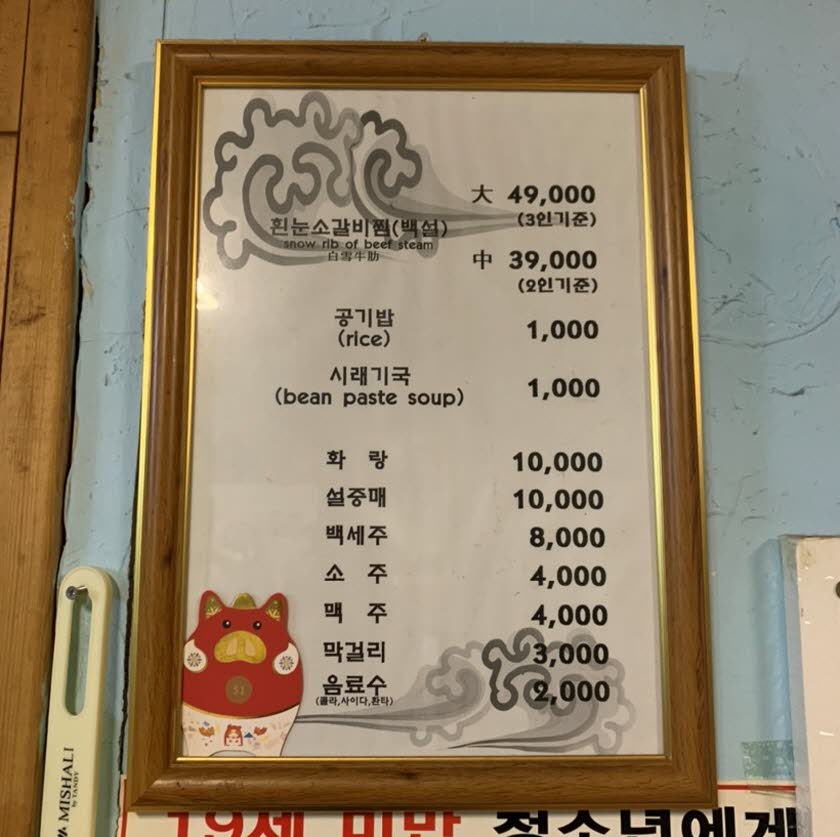 大 49,000
(3인기준)
흰눈소갈비찜(백설)
snow rib of beef steam
白雪牛肋
中 39,000
(2인기준)
공기밥 1,000
(rice)
시래기국 1,000
(bean paste soup)
화 랑 10,000
설중매 10,000
백세주 8,000
소 주 4,000
맥 주 4,000
막걸리 3,000
음료수 2,000
(콜라,사이다,환타)
MISHALI
by TANDY
19세 미만 청소년에게